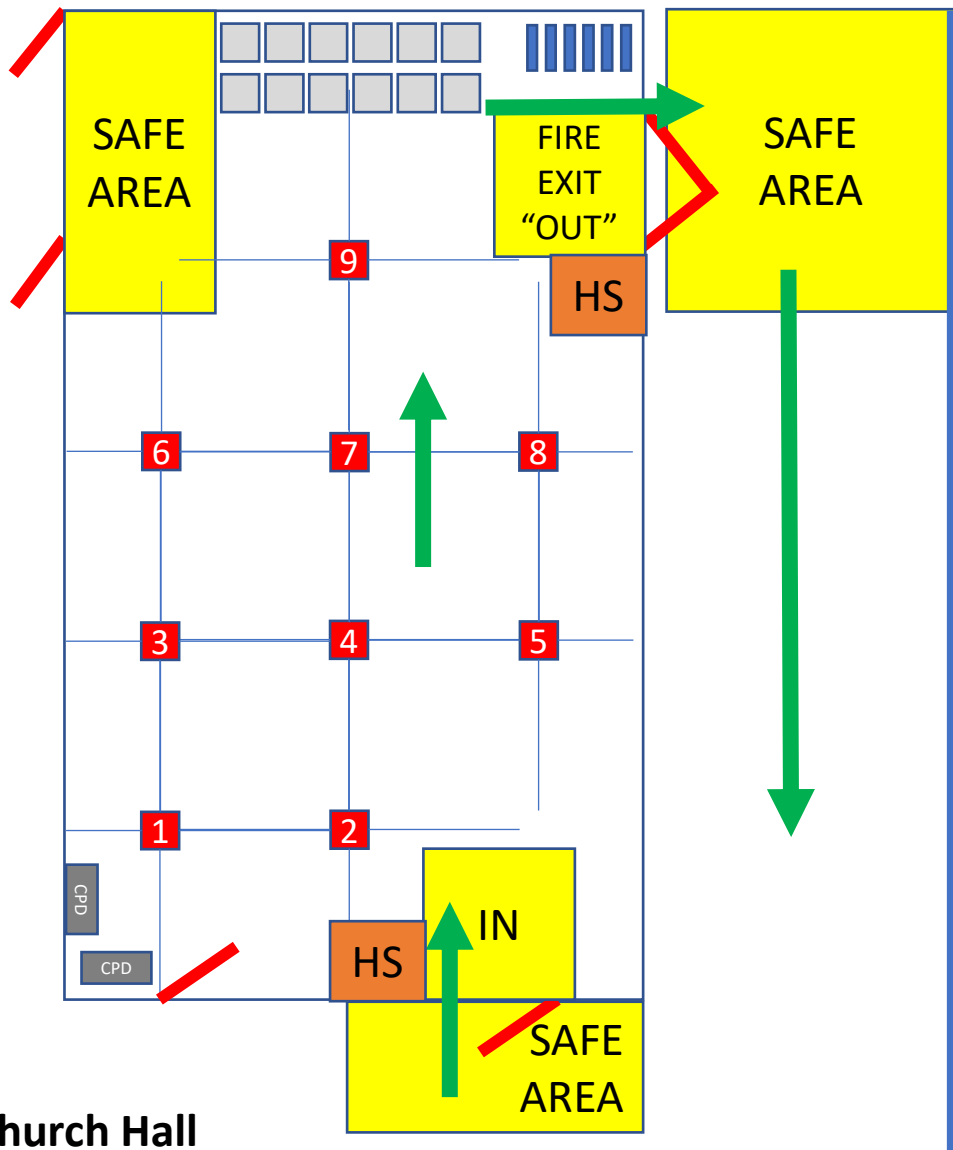 SAFE
AREA
FIRE
EXIT
“OUT”
SAFE
AREA
9
HS
6
7
8
3
4
5
1
2
CPD
CPD
HS
IN
SAFE
AREA
hurch Hall